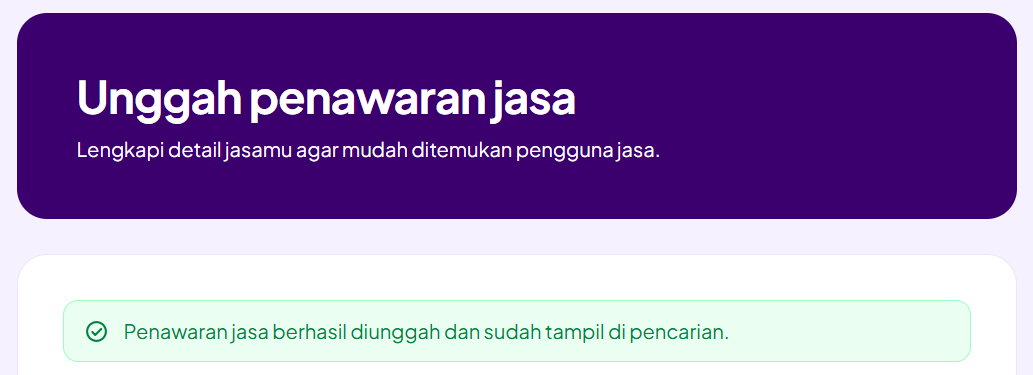 Unggah penawaran jasa
Lengkapi detail jasamu agar mudah ditemukan pengguna jasa.
Penawaran jasa berhasil diunggah dan sudah tampil di pencarian.